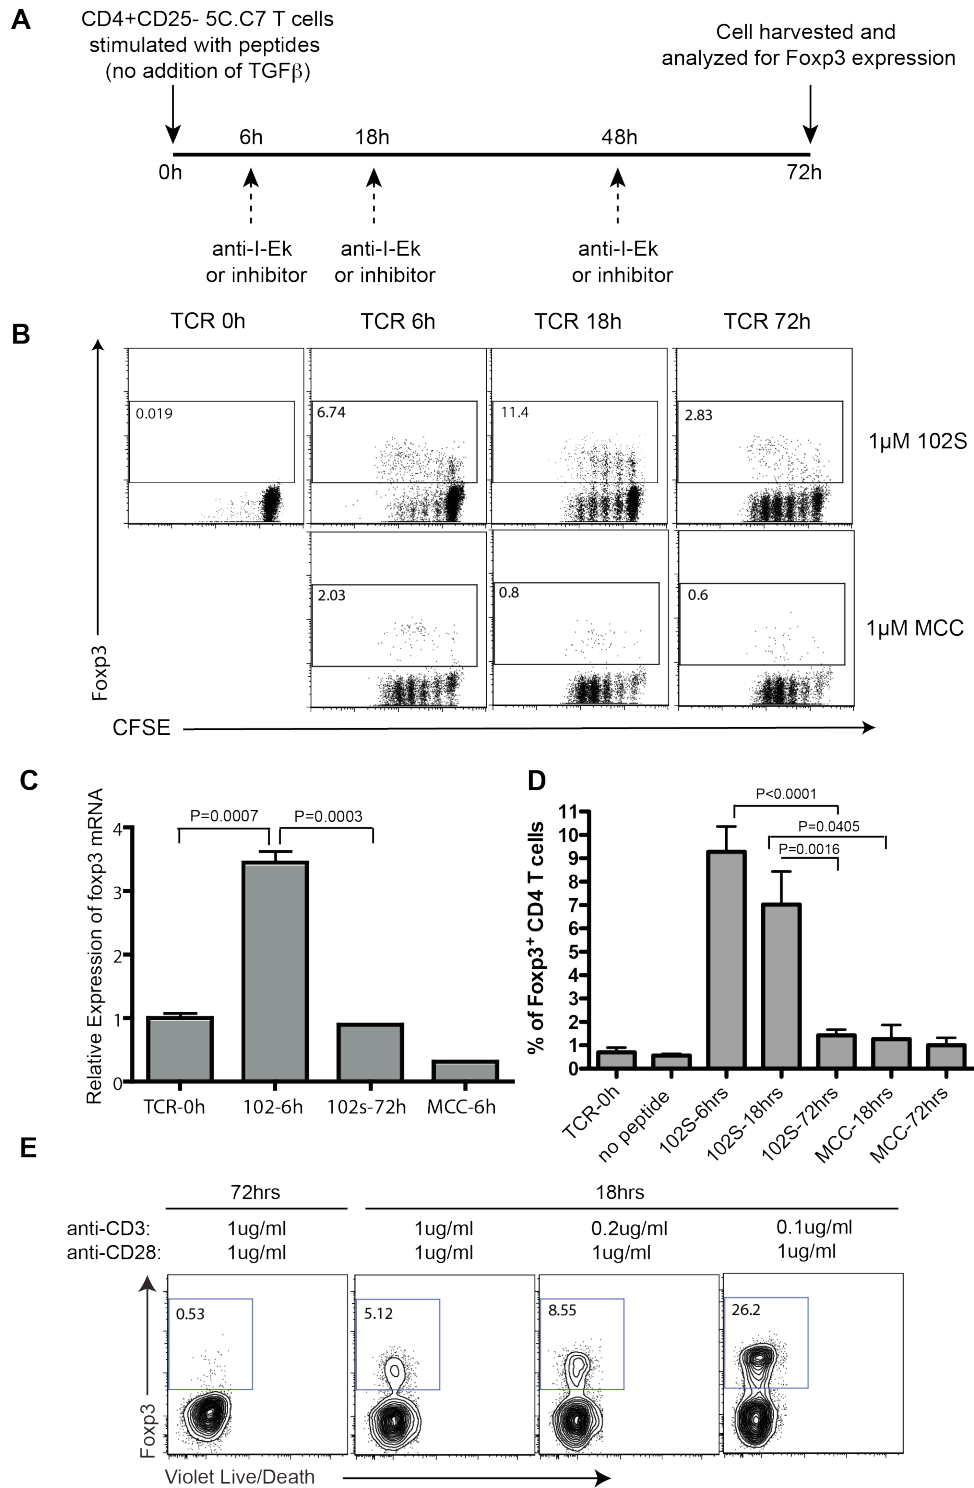 A
CD4+CD25- 5C.C7 T cells
stimulated with peptides
(no addition of TGFβ)
Cell harvested and
analyzed for Foxp3 expression
6h
18h
48h
0h
72h
anti-I-Ek
or inhibitor
anti-I-Ek
or inhibitor
anti-I-Ek
or inhibitor
B
TCR 0h
TCR 6h
TCR 18h
TCR 72h
0.019
6.74
11.4
2.83
1µM 102S
2.03
0.8
0.6
1µM MCC
Foxp3
CFSE
C
Relative Expression of foxp3 mRNA
4
3
2
1
0
P=0.0007
P=0.0003
TCR-0h
102-6h
102s-72h
MCC-6h
D
% of Foxp3+ CD4 T cells
11
10
9
8
7
6
5
4
3
2
1
0
P<0.0001
P=0.0405
P=0.0016
TCR-0h
no peptide
102S-6hrs
102S-18hrs
102S-72hrs
MCC-18hrs
MCC-72hrs
E
72hrs
18hrs
anti-CD3:
1ug/ml
1ug/ml
0.2ug/ml
0.1ug/ml
anti-CD28:
1ug/ml
1ug/ml
1ug/ml
1ug/ml
0.53
5.12
8.55
26.2
Foxp3
Violet Live/Death